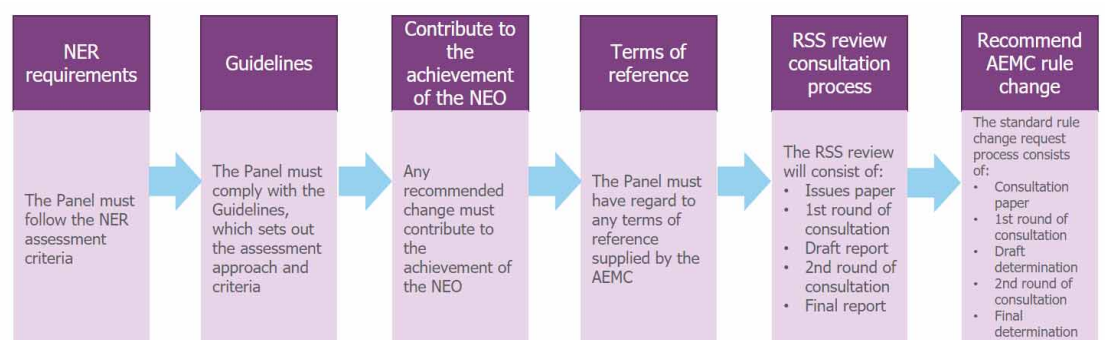 NER
requirements
The Panel must
follow the NER
assessment
criteria
Guidelines
The Panel must
comply with the
Guidelines,
which sets out
the assessment
approach and
criteria
Contribute to
the
achievement
of the NEO
Any
recommended
change must
contribute to
the
achievement of
the NEO
Terms of
reference
The Panel must
have regard to
any terms of
reference
supplied by the
AEMC
RSS review
consultation
process
The RSS review
will consist of:
• Issues paper
• 1st round of
consultation
• Draft report
• 2nd round of
consultation
• Final report
Recommend
AEMC rule
change
The standard rule
change request
process consists
of:
• Consultation
paper
• 1st round of
consultation
• Draft
determination
• 2nd round of
consultation
• Final
determination